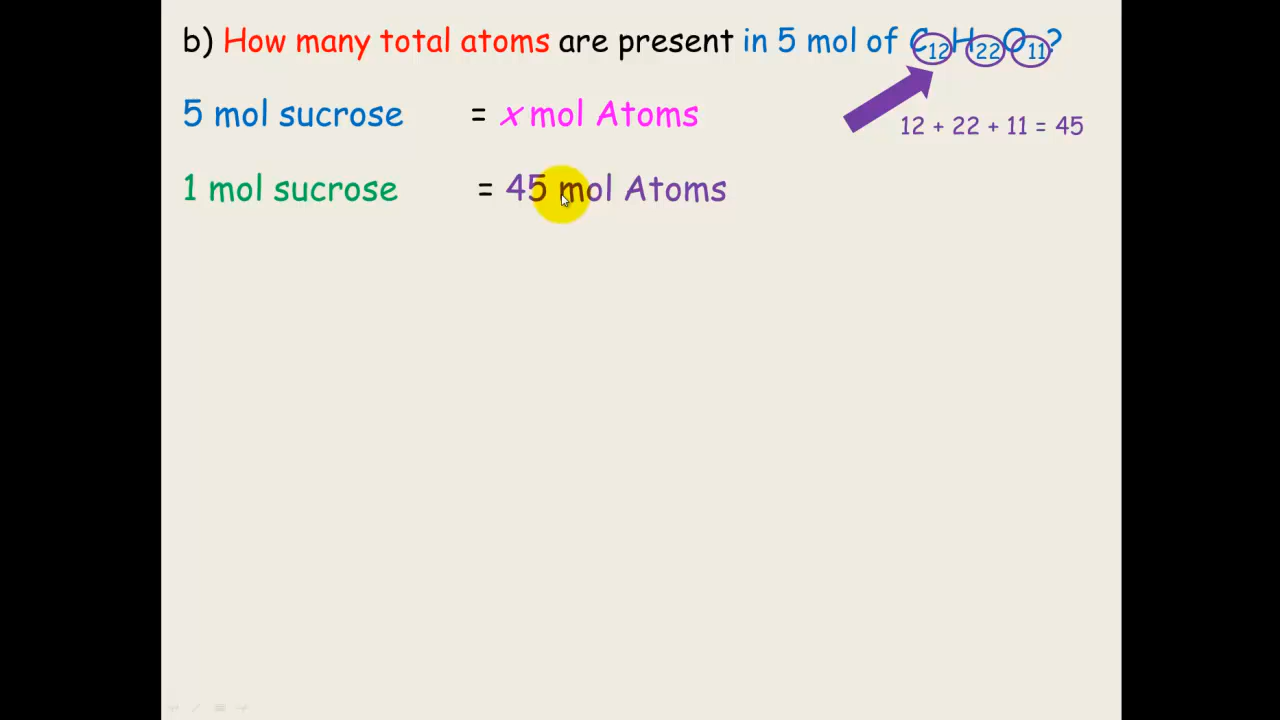 b) How many total atoms are present in 5 mol of C₁₂H₂₂O₁₁?
5 mol sucrose = x mol Atoms
12 + 22 + 11 = 45
1 mol sucrose = 45 mol Atoms